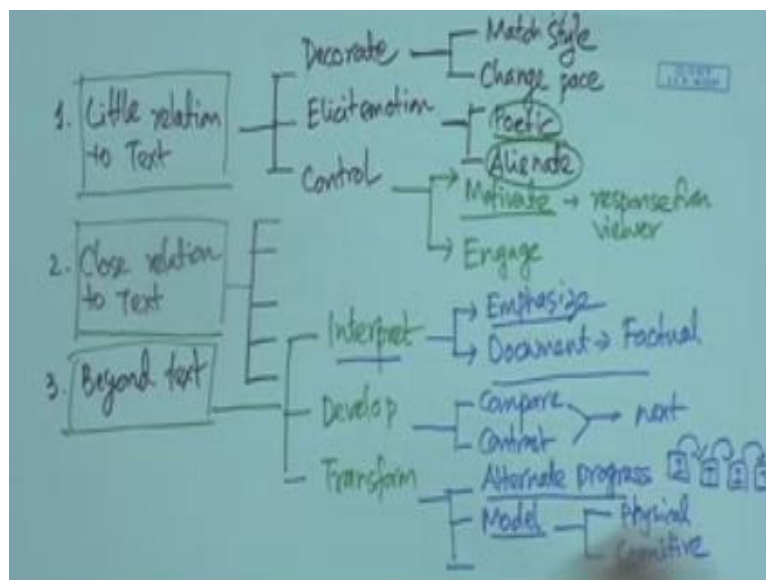 Decorate
Match style
Change pace
1. Little relation
to Text
Elicit emotion
Poetic
Alienate
Control
Motivate → response from
viewer
Engage
2. Close relation
to Text
3. Beyond text
Interpret
Emphasize
Document → Factual
Develop
Compare
Contrast
next
Transform
Alternate progress
Model
Physical
Cognitive